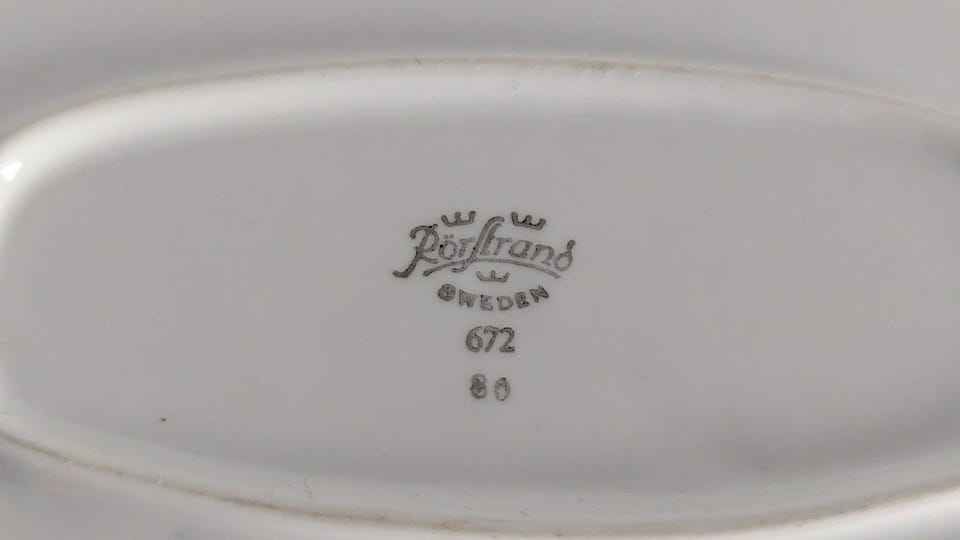 Rörstrand
SWEDEN
672
80